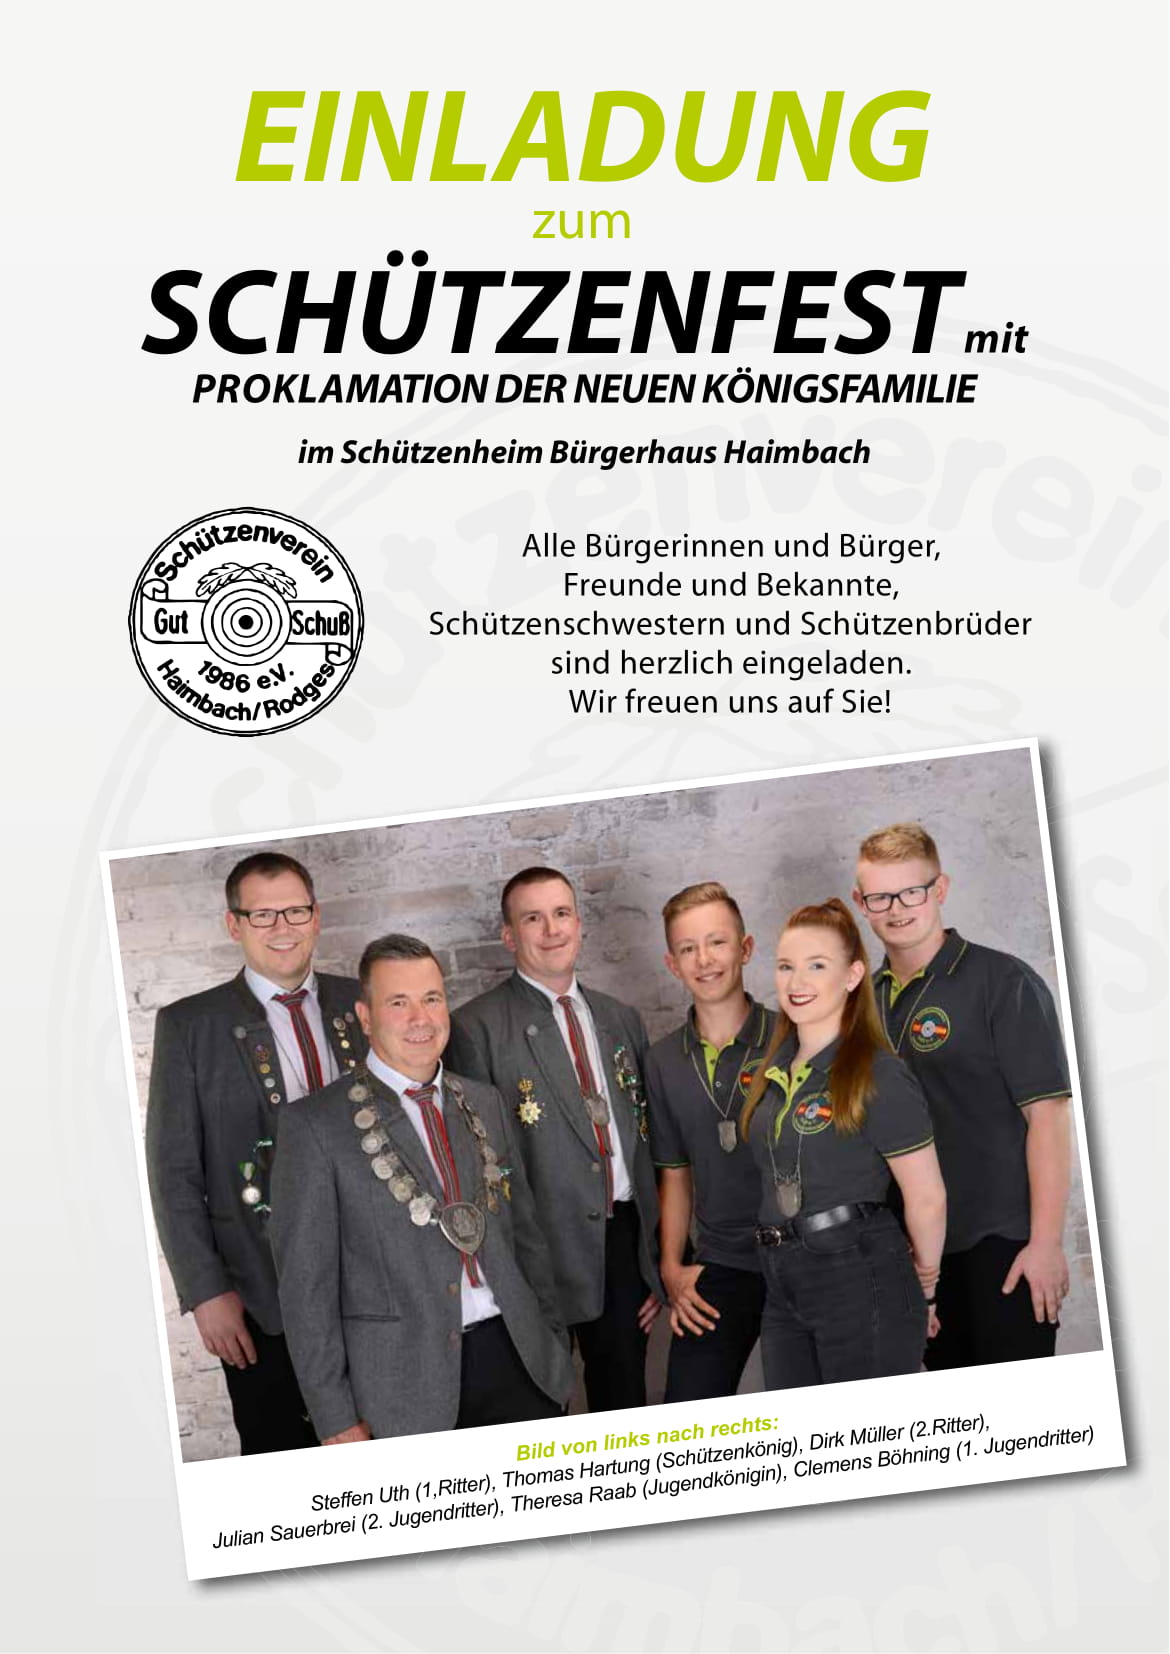 EINLADUNG
zum
SCHÜTZENFEST mit
PROKLAMATION DER NEUEN KÖNIGSFAMILIE
im Schützenheim Bürgerhaus Haimbach
Schützenverein
Gut Schuß
1986 e.V.
Haimbach/Rodges
Alle Bürgerinnen und Bürger,
Freunde und Bekannte,
Schützenschwestern und Schützenbrüder
sind herzlich eingeladen.
Wir freuen uns auf Sie!
Bild von links nach rechts:
Steffen Uth (1,Ritter), Thomas Hartung (Schützenkönig), Dirk Müller (2.Ritter),
Julian Sauerbrei (2. Jugendritter), Theresa Raab (Jugendkönigin), Clemens Böhning (1. Jugendritter)